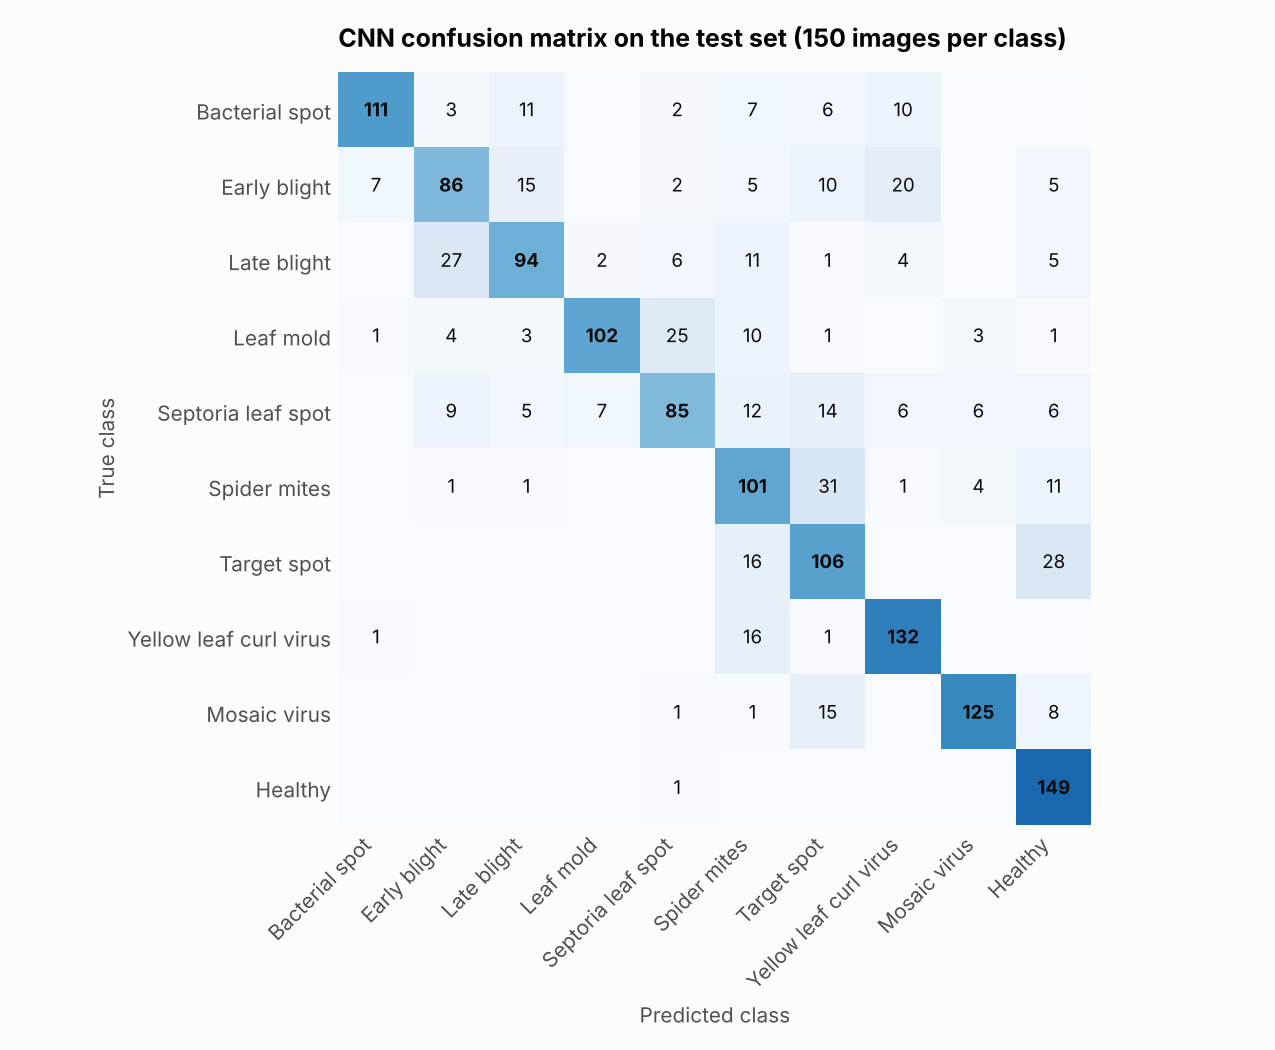 CNN confusion matrix on the test set (150 images per class)
Bacterial spot 111 3 11 2 7 6 10
Early blight 7 86 15 2 5 10 20 5
Late blight 27 94 2 6 11 1 4 5
Leaf mold 1 4 3 102 25 10 1 3 1
Septoria leaf spot 9 5 7 85 12 14 6 6 6
Spider mites 1 1 101 31 1 4 11
Target spot 16 106 28
Yellow leaf curl virus 1 16 1 132
Mosaic virus 1 1 15 125 8
Healthy 1 149
True class
Bacterial spot
Early blight
Late blight
Leaf mold
Septoria leaf spot
Spider mites
Target spot
Yellow leaf curl virus
Mosaic virus
Healthy
Predicted class